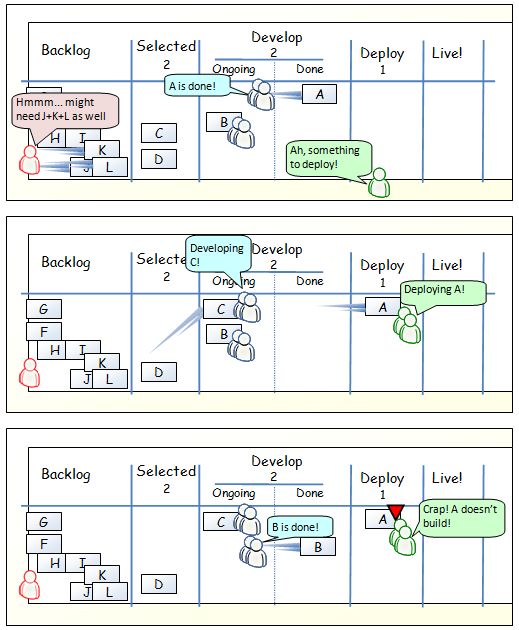 Backlog
Selected
2
Develop
2
Ongoing
Done
Deploy
1
Live!
A is done!
A
Hmmm... might
need J+K+L as well
B
H
I
C
K
D
J
L
Ah, something
to deploy!
Backlog
Selecte
2
Developing
C!
Develop
2
Ongoing
Done
Deploy
1
Live!
Deploying A!
G
C
A
F
B
H
I
K
J
L
D
Backlog
Selected
2
Develop
2
Ongoing
Done
Deploy
1
Live!
G
C
A
Crap! A doesn't
build!
B is done!
F
B
H
I
K
J
L
D